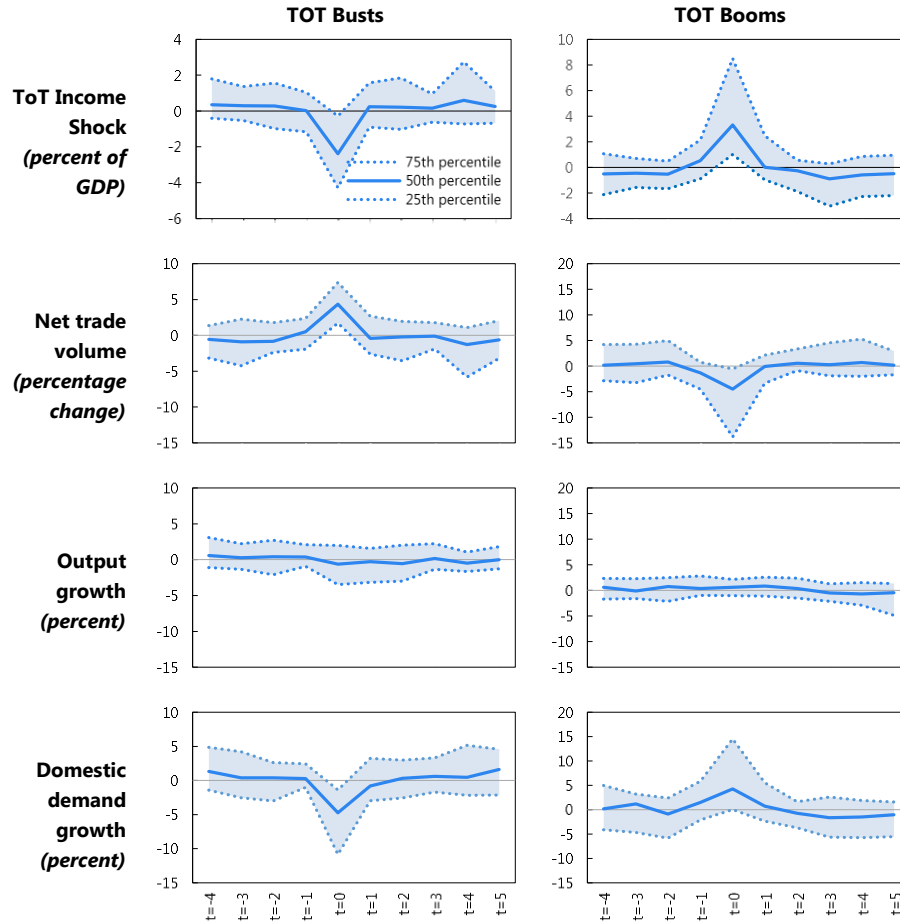 TOT Busts
TOT Booms
ToT Income
Shock
(percent of
GDP)
4
2
0
-2
-4
-6
75th percentile
50th percentile
25th percentile
10
8
6
4
2
0
-2
-4
Net trade
volume
(percentage
change)
10
5
0
-5
-10
-15
20
15
10
5
0
-5
-10
-15
Output
growth
(percent)
10
5
0
-5
-10
-15
20
15
10
5
0
-5
-10
-15
Domestic
demand
growth
(percent)
10
5
0
-5
-10
-15
20
15
10
5
0
-5
-10
-15
t=-4
t=-3
t=-2
t=-1
t=0
t=1
t=2
t=3
t=4
t=5
t=-4
t=-3
t=-2
t=-1
t=0
t=1
t=2
t=3
t=4
t=5